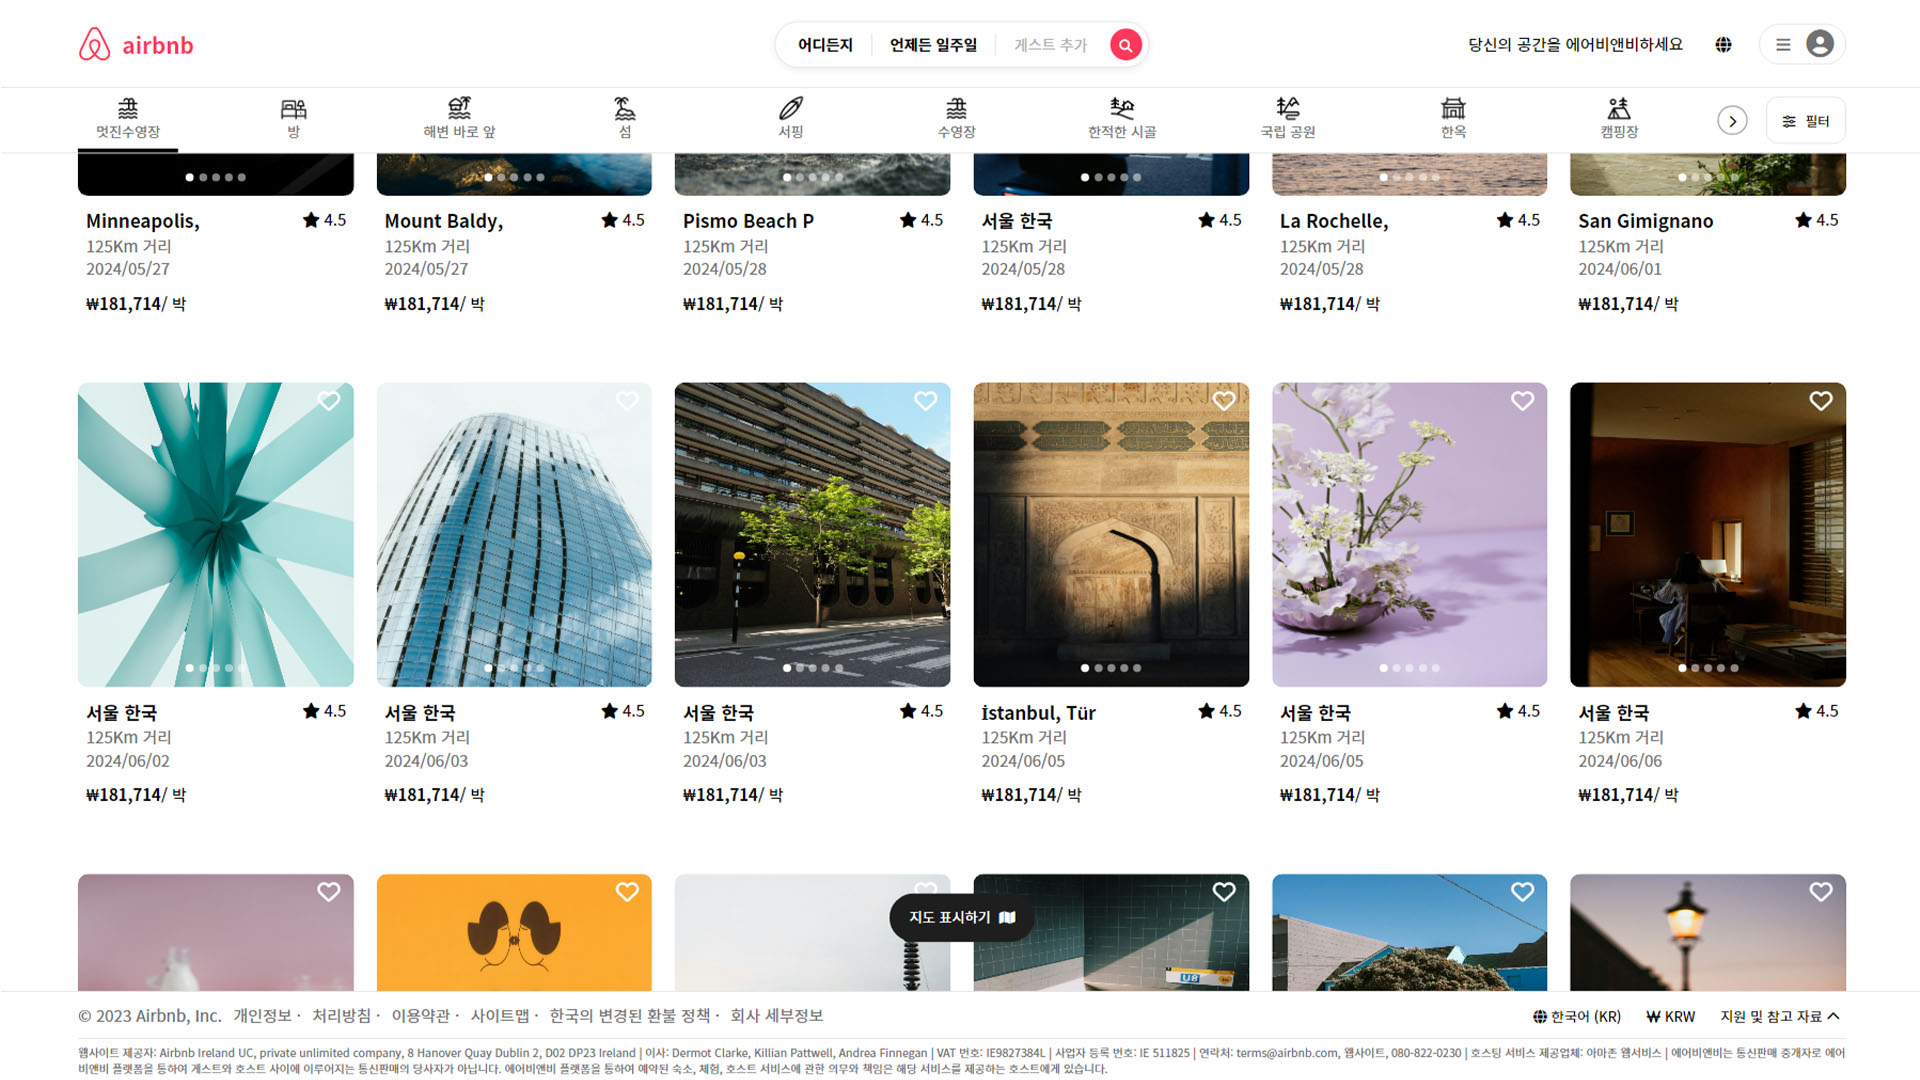 airbnb
어디든지 언제든 일주일 게스트 추가
당신의 공간을 에어비앤비하세요
멋진수영장 방 해변 바로 앞 섬 서핑 수영장 한적한 시골 국립 공원 한옥 캠핑장 필터
Minneapolis, 4.5 Mount Baldy, 4.5 Pismo Beach P 4.5 서울 한국 4.5 La Rochelle, 4.5 San Gimignano 4.5
125Km 거리 125Km 거리 125Km 거리 125Km 거리 125Km 거리 125Km 거리
2024/05/27 2024/05/27 2024/05/28 2024/05/28 2024/05/28 2024/06/01
₩181,714/ 박 ₩181,714/ 박 ₩181,714/ 박 ₩181,714/ 박 ₩181,714/ 박 ₩181,714/ 박
서울 한국 4.5 서울 한국 4.5 서울 한국 4.5 İstanbul, Tür 4.5 서울 한국 4.5 서울 한국 4.5
125Km 거리 125Km 거리 125Km 거리 125Km 거리 125Km 거리 125Km 거리
2024/06/02 2024/06/03 2024/06/03 2024/06/05 2024/06/05 2024/06/06
₩181,714/ 박 ₩181,714/ 박 ₩181,714/ 박 ₩181,714/ 박 ₩181,714/ 박 ₩181,714/ 박
지도 표시하기
U8
© 2023 Airbnb, Inc. 개인정보 · 처리방침 · 이용약관 · 사이트맵 · 한국의 변경된 환불 정책 · 회사 세부정보 한국어 (KR) ₩ KRW 지원 및 참고 자료
웹사이트 제공자: Airbnb Ireland UC, private unlimited company, 8 Hanover Quay Dublin 2, D02 DP23 Ireland | 이사: Dermot Clarke, Killian Pattwell, Andrea Finnegan | VAT 번호: IE9827384L | 사업자 등록 번호: IE 511825 | 연락처: terms@airbnb.com, 웹사이트, 080-822-0230 | 호스팅 서비스 제공업체: 아마존 웹서비스 | 에어비앤비는 통신판매 중개자로 에어
비앤비 플랫폼을 통하여 게스트와 호스트 사이에 이루어지는 통신판매의 당사자가 아닙니다. 에어비앤비 플랫폼을 통하여 예약된 숙소, 체험, 호스트 서비스에 관한 의무와 책임은 해당 서비스를 제공하는 호스트에게 있습니다.